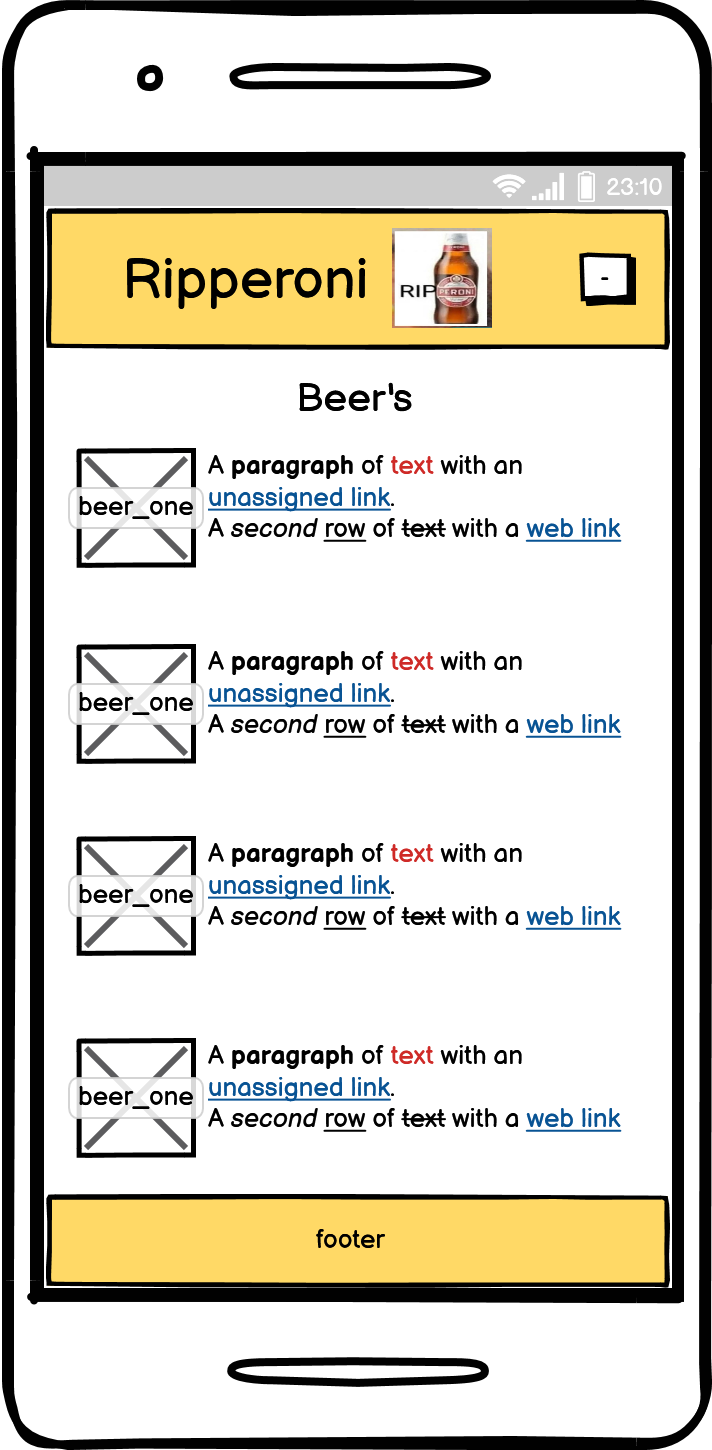 23:10
Ripperoni
RIP
PERONI
-
Beer's
A paragraph of text with an
unassigned link.
beer_one
A second row of text with a web link
A paragraph of text with an
unassigned link.
beer_one
A second row of text with a web link
A paragraph of text with an
unassigned link.
beer_one
A second row of text with a web link
A paragraph of text with an
unassigned link.
beer_one
A second row of text with a web link
footer